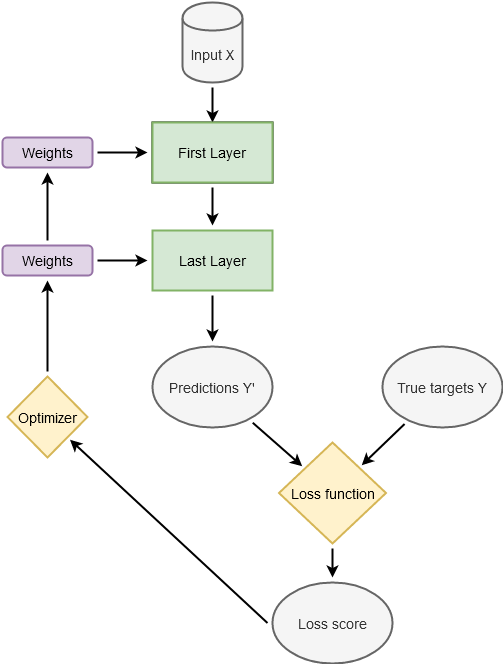 Input X
Weights
First Layer
Weights
Last Layer
Predictions Y'
True targets Y
Optimizer
Loss function
Loss score